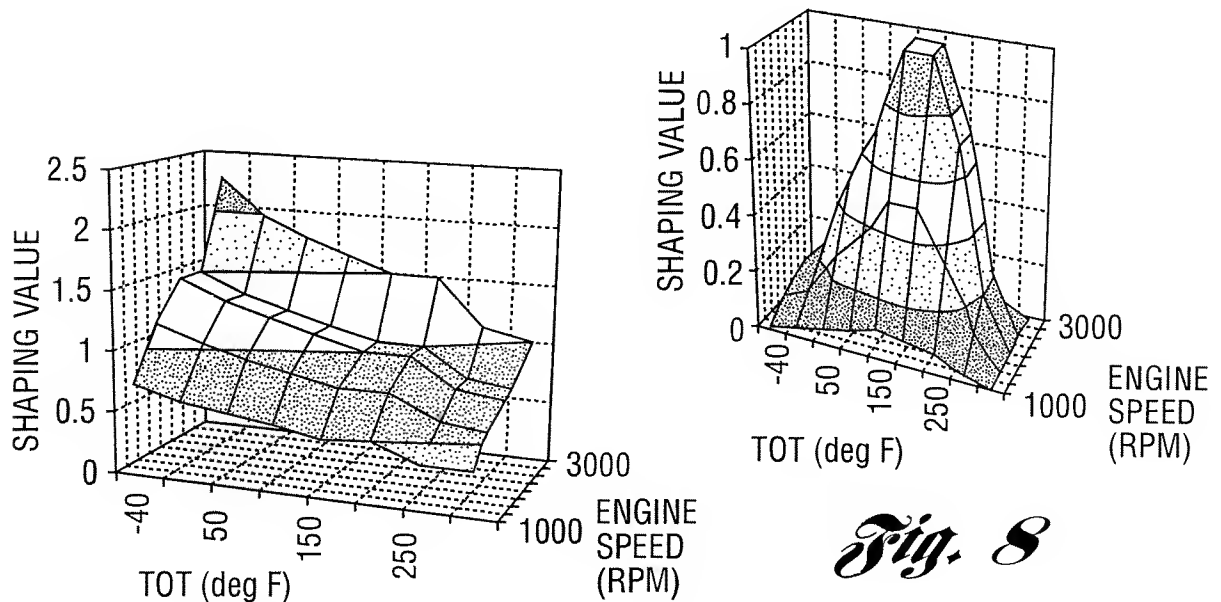 SHAPING VALUE
2.5
2
1.5
1
0.5
0
-40
50
150
250
TOT (deg F)
1000
3000
ENGINE
SPEED
(RPM)
SHAPING VALUE
1
0.8
0.6
0.4
0.2
0
-40
50
150
250
TOT (deg F)
1000
3000
ENGINE
SPEED
(RPM)
Fig. 8